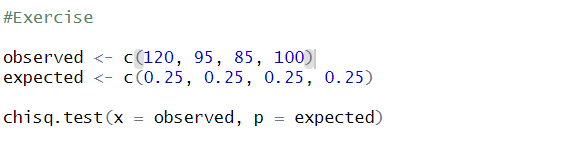 #Exercise
observed <- c(120, 95, 85, 100)
expected <- c(0.25, 0.25, 0.25, 0.25)
chisq.test(x = observed, p = expected)